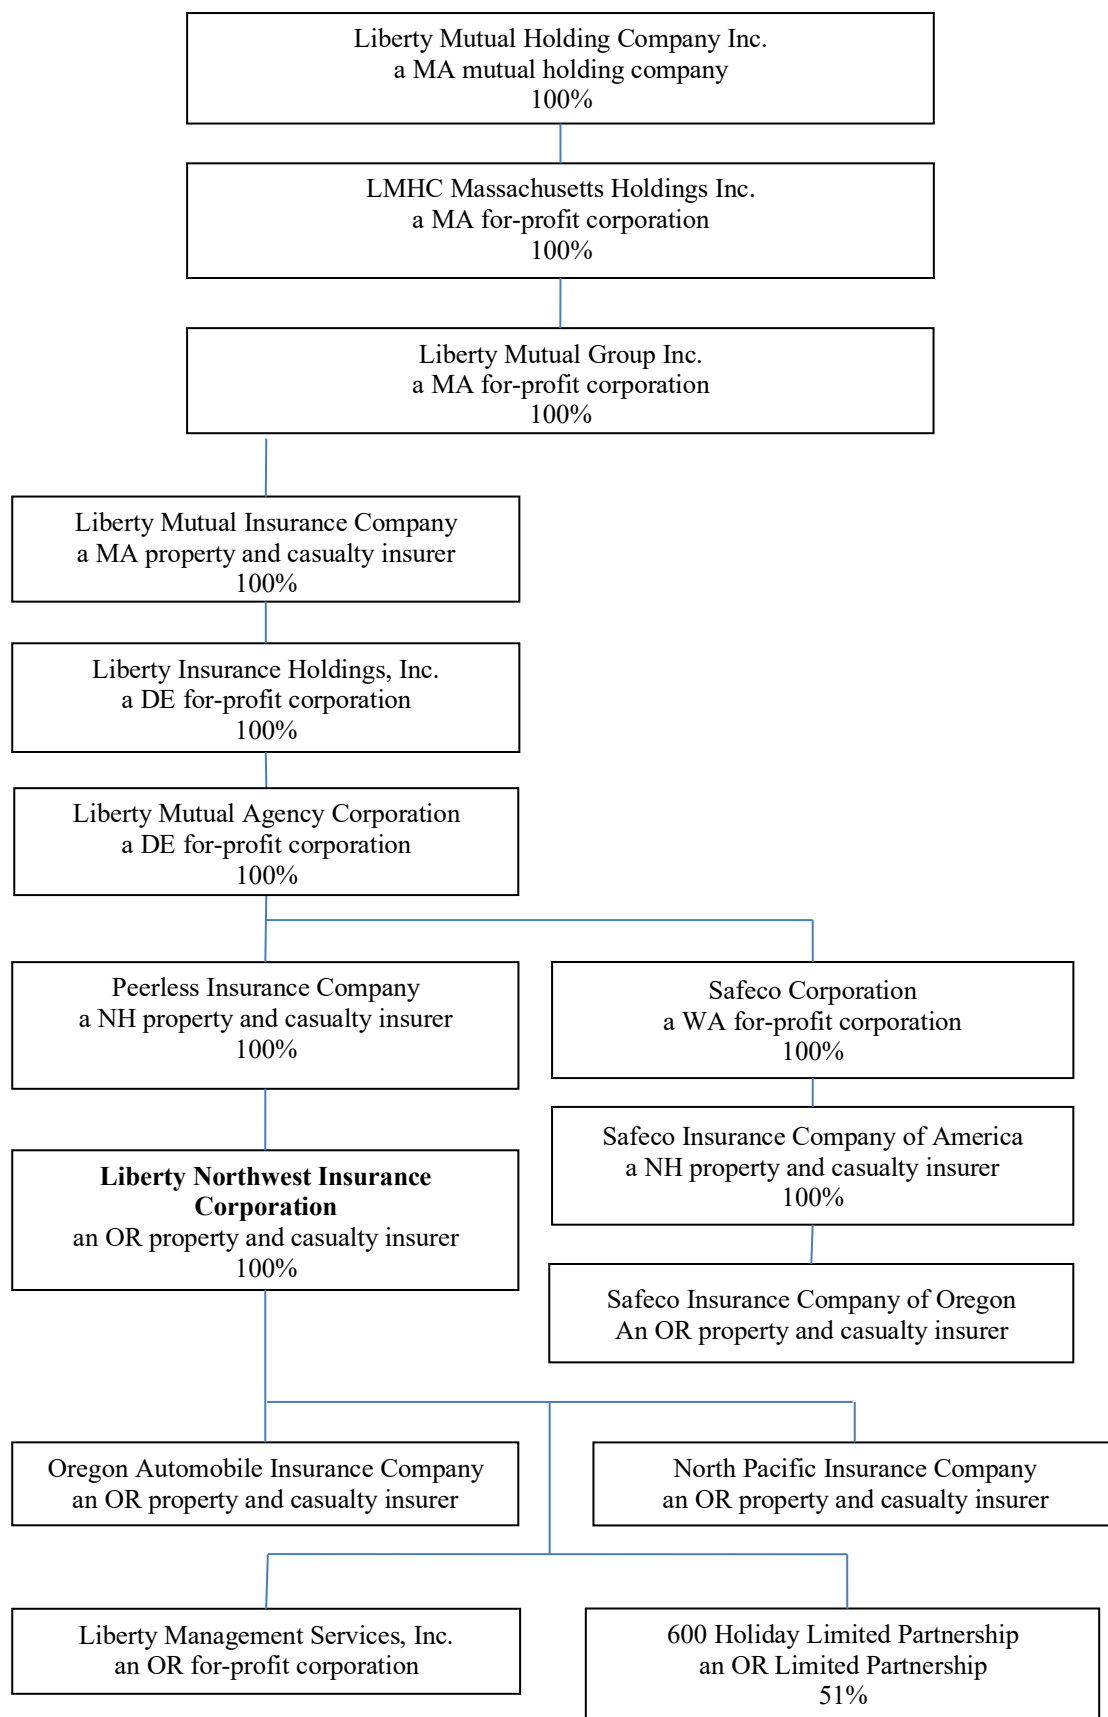 Liberty Mutual Holding Company Inc.
a MA mutual holding company
100%
LMHC Massachusetts Holdings Inc.
a MA for-profit corporation
100%
Liberty Mutual Group Inc.
a MA for-profit corporation
100%
Liberty Mutual Insurance Company
a MA property and casualty insurer
100%
Liberty Insurance Holdings, Inc.
a DE for-profit corporation
100%
Liberty Mutual Agency Corporation
a DE for-profit corporation
100%
Peerless Insurance Company
a NH property and casualty insurer
100%
Safeco Corporation
a WA for-profit corporation
100%
Safeco Insurance Company of America
a NH property and casualty insurer
100%
Liberty Northwest Insurance
Corporation
an OR property and casualty insurer
100%
Safeco Insurance Company of Oregon
An OR property and casualty insurer
Oregon Automobile Insurance Company
an OR property and casualty insurer
North Pacific Insurance Company
an OR property and casualty insurer
Liberty Management Services, Inc.
an OR for-profit corporation
600 Holiday Limited Partnership
an OR Limited Partnership
51%